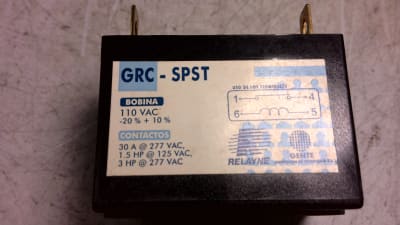 GRC - SPST
BOBINA
110 VAC
-20% + 10%
CONTACTOS
30 A @ 277 VAC,
1.5 HP @ 125 VAC,
3 HP @ 277 VAC
1 4
6 5
RELAYNE
GENTE